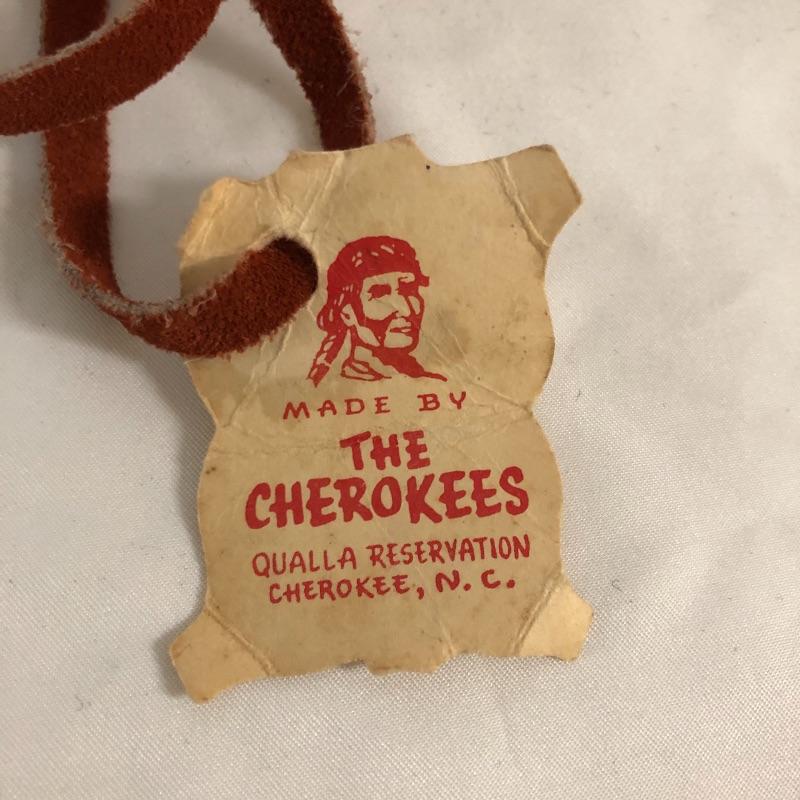 MADE BY
THE
CHEROKEES
QUALLA RESERVATION
CHEROKEE, N. C.